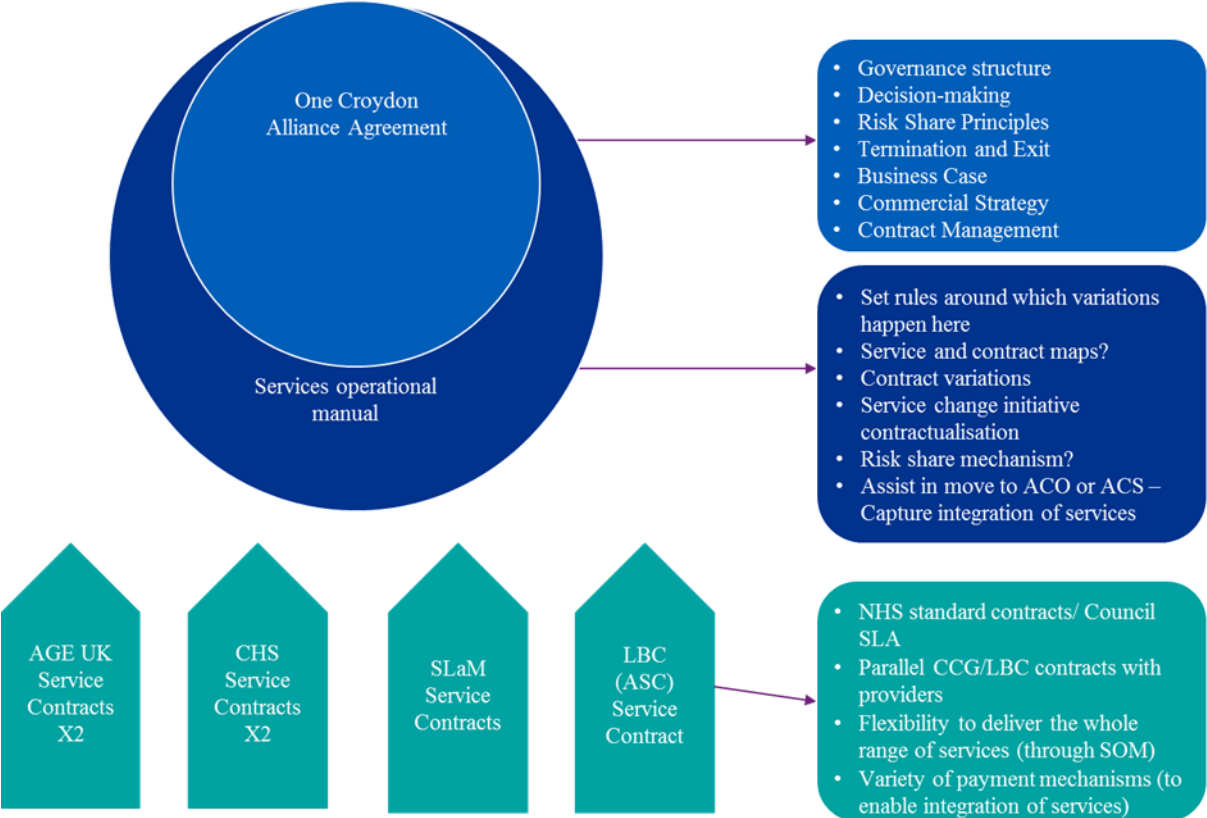 One Croydon
Alliance Agreement
Services operational
manual
• Governance structure
• Decision-making
• Risk Share Principles
• Termination and Exit
• Business Case
• Commercial Strategy
• Contract Management
• Set rules around which variations
happen here
• Service and contract maps?
• Contract variations
• Service change initiative
contractualisation
• Risk share mechanism?
• Assist in move to ACO or ACS –
Capture integration of services
AGE UK
Service
Contracts
X2
CHS
Service
Contracts
X2
SLaM
Service
Contracts
LBC
(ASC)
Service
Contract
• NHS standard contracts/ Council
SLA
• Parallel CCG/LBC contracts with
providers
• Flexibility to deliver the whole
range of services (through SOM)
• Variety of payment mechanisms (to
enable integration of services)